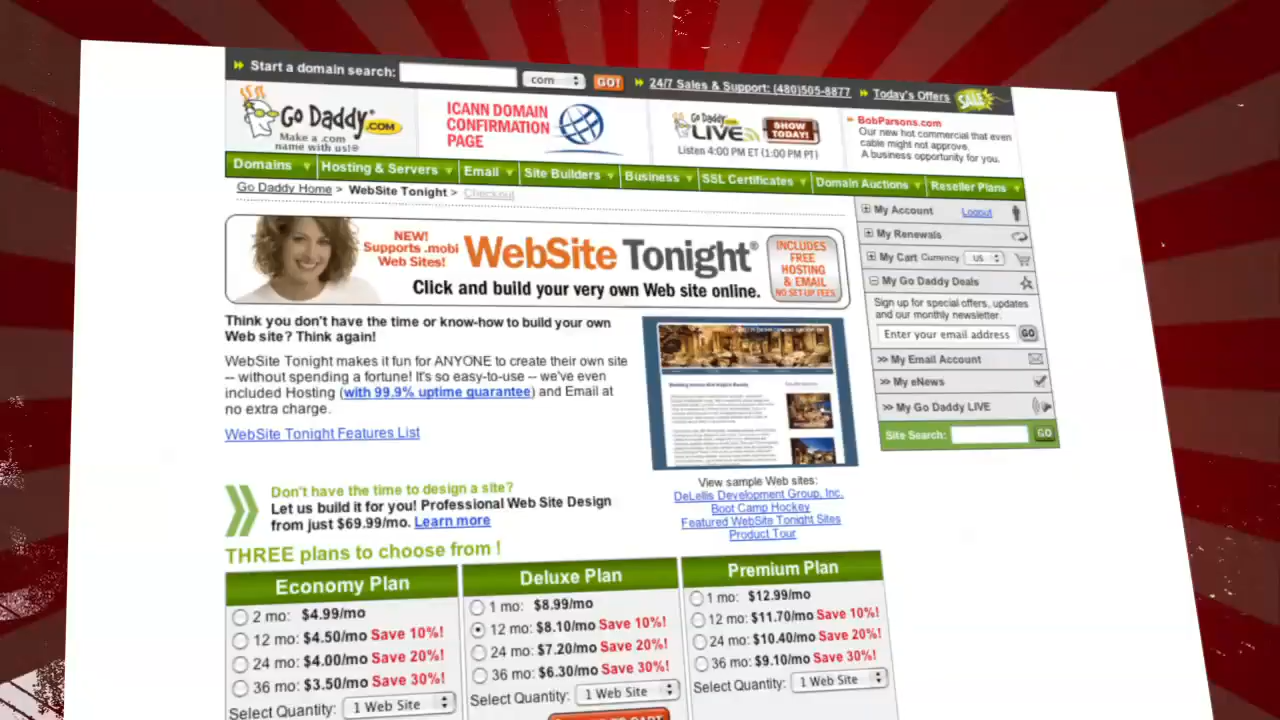 Start a domain search:
com
GO!
24/7 Sales & Support: (480)505-8877
Today's Offers
SALE
Go Daddy.COM
Make a .com
name with us!®
ICANN DOMAIN
CONFIRMATION
PAGE
Go Daddy
LIVE
SHOW
TODAY!
Listen 4:00 PM ET (1:00 PM PT)
BobParsons.com
Our new hot commercial that even
cable might not approve.
A business opportunity for you.
Domains
Hosting & Servers
Email
Site Builders
Business
SSL Certificates
Domain Auctions
Reseller Plans
Go Daddy Home > WebSite Tonight > Checkout
My Account
Logout
My Renewals
My Cart
Currency
US
My Go Daddy Deals
Sign up for special offers, updates
and our monthly newsletter.
Enter your email address
GO
My Email Account
My eNews
My Go Daddy LIVE
Site Search:
GO
NEW!
Supports .mobi
Web Sites!
WebSite Tonight®
Click and build your very own Web site online.
INCLUDES
FREE
HOSTING
& EMAIL
NO SET-UP FEES
Think you don't have the time or know-how to build your own
Web site? Think again!
WebSite Tonight makes it fun for ANYONE to create their own site
-- without spending a fortune! It's so easy-to-use -- we've even
included Hosting (with 99.9% uptime guarantee) and Email at
no extra charge.
WebSite Tonight Features List
View sample Web sites:
DeLellis Development Group, Inc.
Boot Camp Hockey
Featured WebSite Tonight Sites
Product Tour
Don't have the time to design a site?
Let us build it for you! Professional Web Site Design
from just $69.99/mo. Learn more
THREE plans to choose from !
Economy Plan
2 mo: $4.99/mo
12 mo: $4.50/mo Save 10%!
24 mo: $4.00/mo Save 20%!
36 mo: $3.50/mo Save 30%!
Select Quantity: 1 Web Site
Deluxe Plan
1 mo: $8.99/mo
12 mo: $8.10/mo Save 10%!
24 mo: $7.20/mo Save 20%!
36 mo: $6.30/mo Save 30%!
Select Quantity: 1 Web Site
Premium Plan
1 mo: $12.99/mo
12 mo: $11.70/mo Save 10%!
24 mo: $10.40/mo Save 20%!
36 mo: $9.10/mo Save 30%!
Select Quantity: 1 Web Site